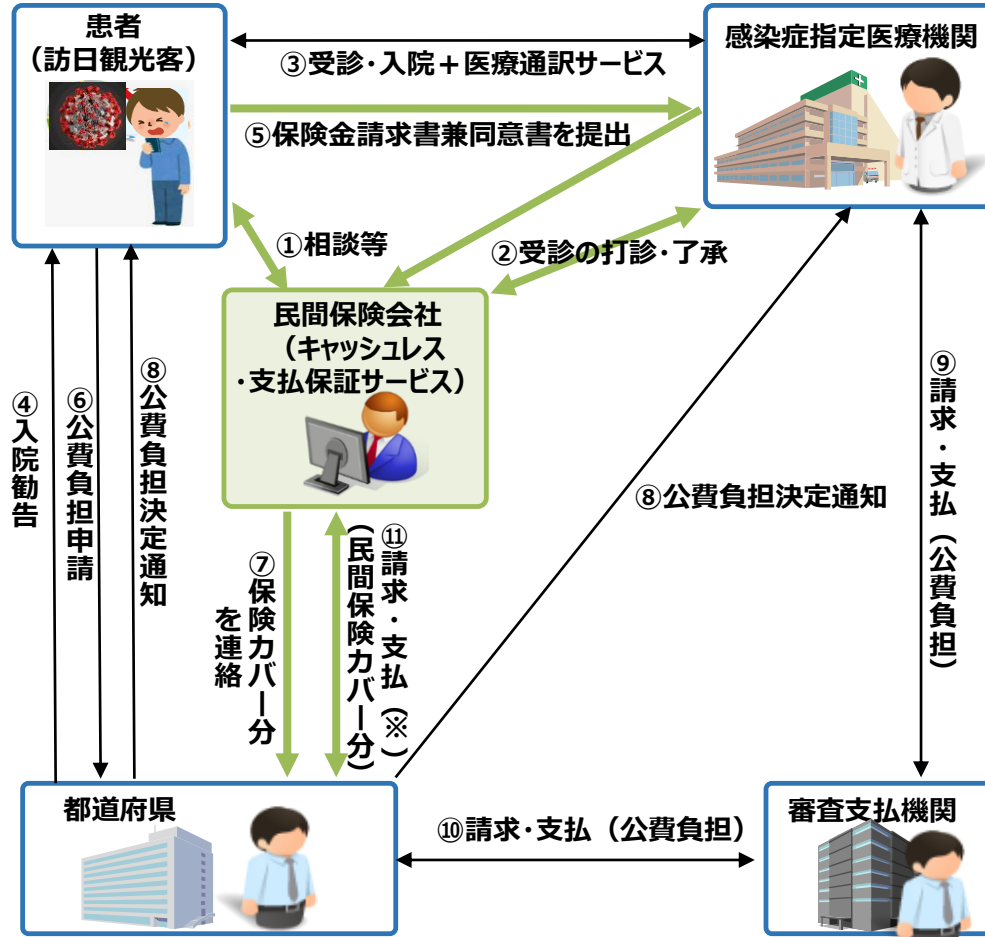 患者
（訪日観光客）
感染症指定医療機関
③受診・入院＋医療通訳サービス
⑤保険金請求書兼同意書を提出
①相談等
②受診の打診・了承
民間保険会社
（キャッシュレス
・支払保証サービス）
④入院勧告
⑥公費負担申請
⑧公費負担決定通知
⑦保険カバー分
を連絡
⑪請求・支払（※）
（民間保険カバー分）
⑧公費負担決定通知
⑨請求・支払（公費負担）
都道府県
⑩請求・支払（公費負担）
審査支払機関